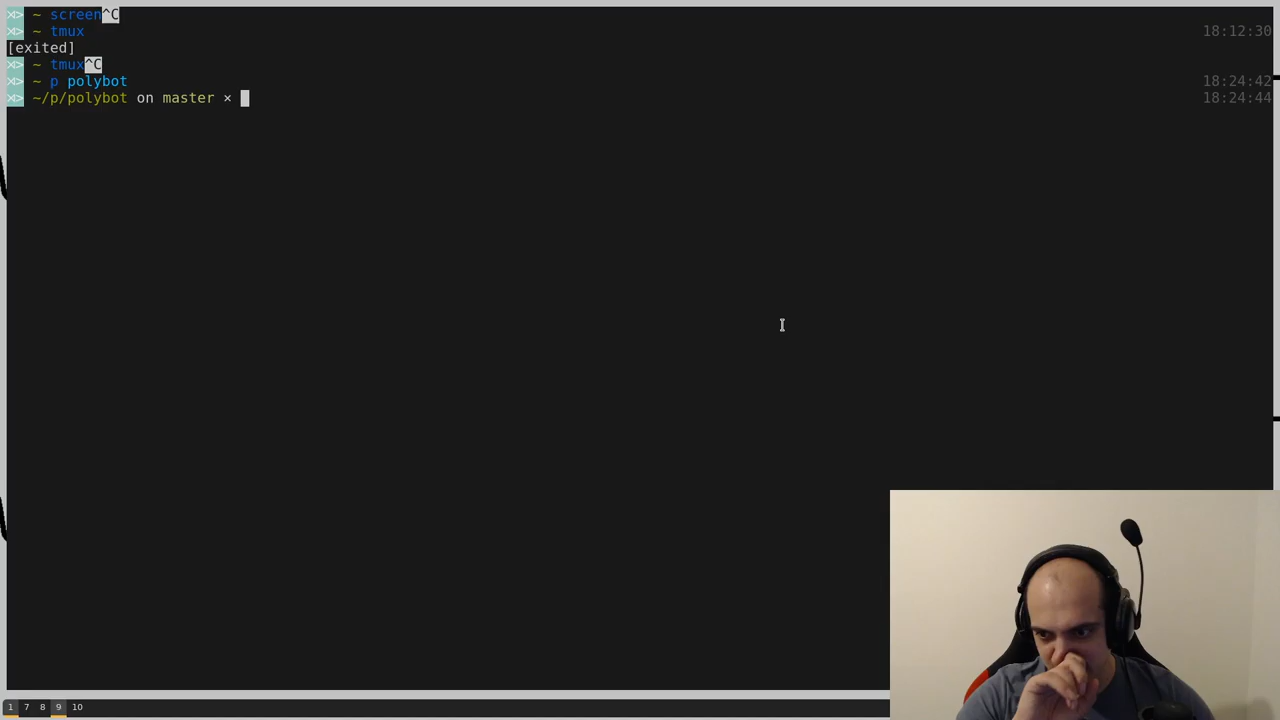 ~ screen^C
~ tmux 18:12:30
[exited]
~ tmux^C
~ p polybot 18:24:42
~/p/polybot on master × 18:24:44
1 7 8 9 10